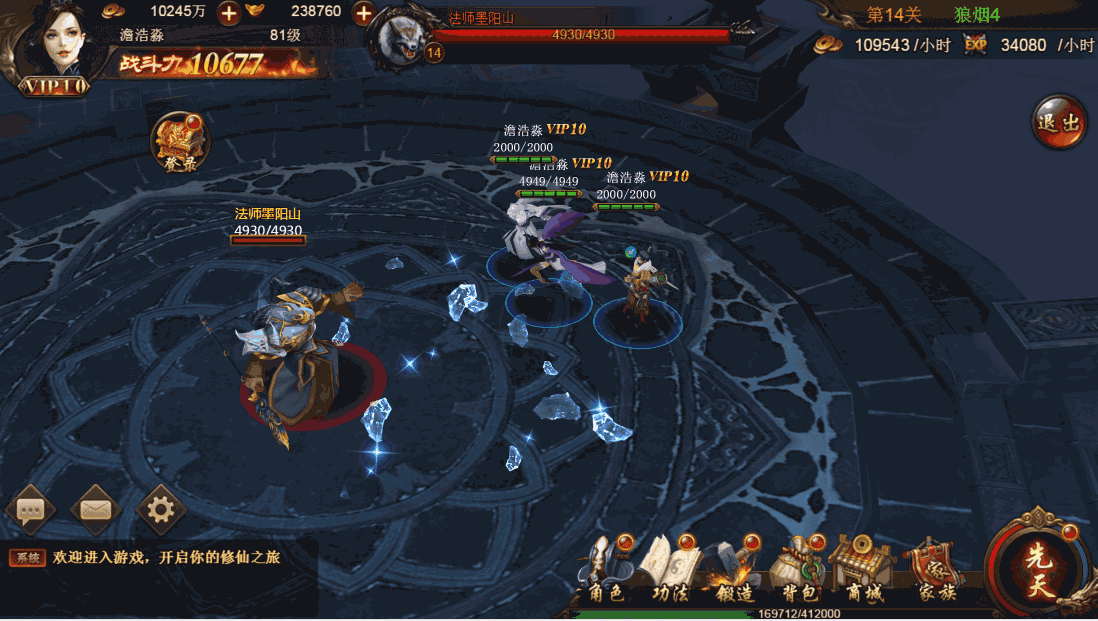 10245万
238760
澹浩淼
81级
战斗力 10677
VIP10
法师墨阳山
4930/4930
14
第14关
狼烟4
109543 /小时
EXP
34080 /小时
退出
登录
澹浩淼 VIP10
2000/2000
澹浩淼 VIP10
4949/4949
澹浩淼 VIP10
2000/2000
法师墨阳山
4930/4930
系统 欢迎进入游戏，开启你的修仙之旅
角色
功法
锻造
背包
商城
家族
家
先天
169712/412000